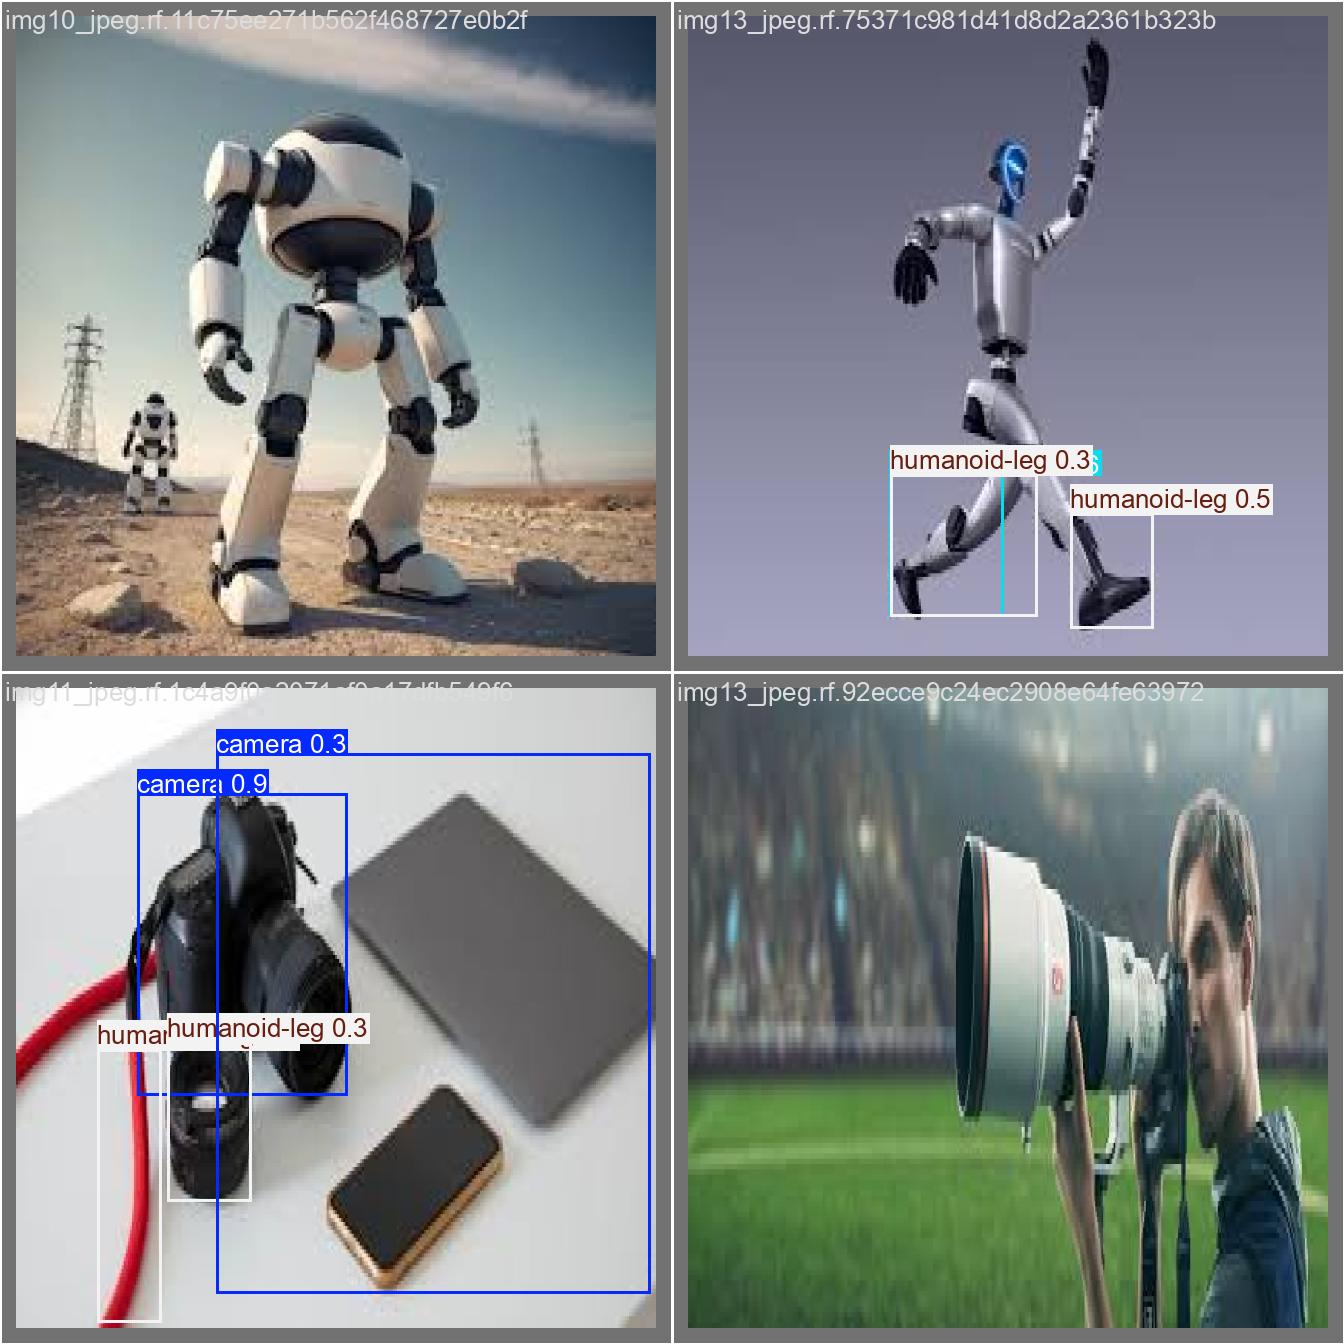 img10_jpeg.rf.11c75ee271b562f468727e0b2f
img13_jpeg.rf.75371c981d41d8d2a2361b323b
humanoid-leg 0.3
humanoid-leg 0.5
camera 0.3
camera 0.9
humanoid-leg 0.3
img13_jpeg.rf.92ecce9c24ec2908e64fe63972